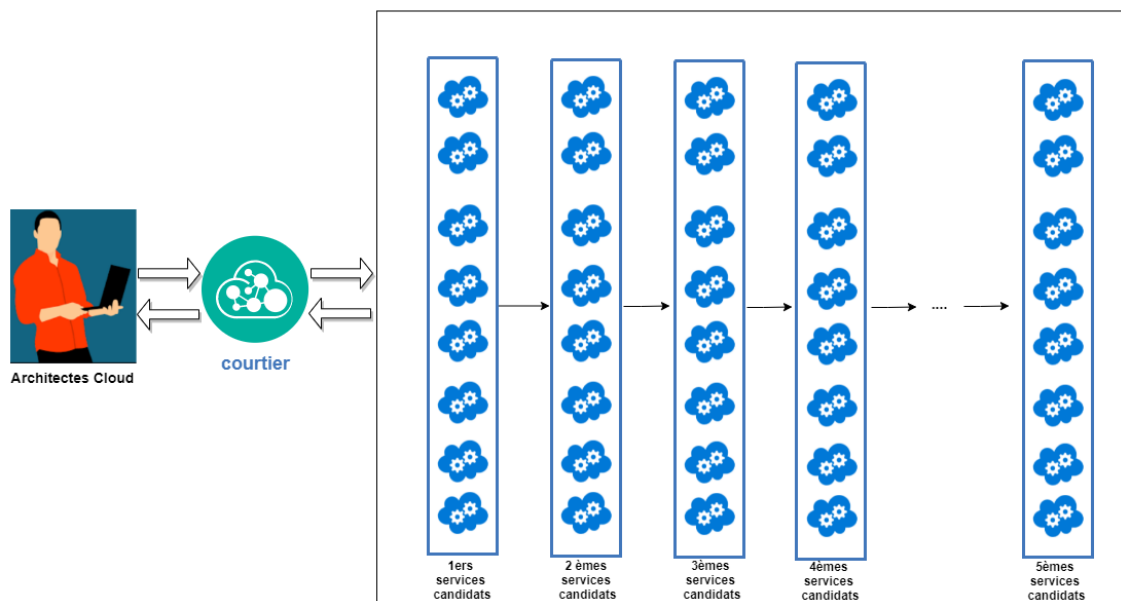 Architectes Cloud
courtier
....
1ers
services
candidats
2 èmes
services
candidats
3èmes
services
candidats
4èmes
services
candidats
5èmes
services
candidats